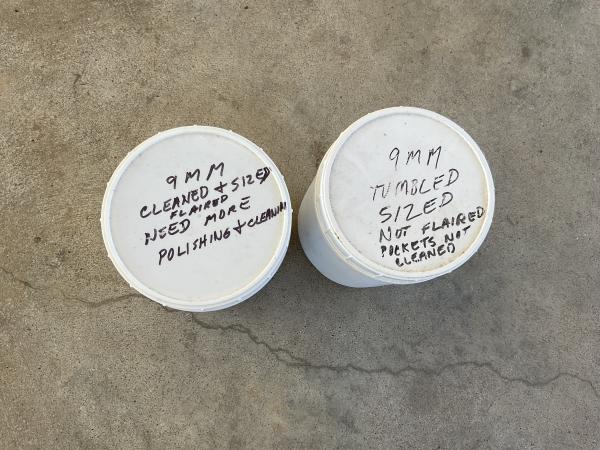 9MM
CLEANED & SIZED
FLAIRED
NEED MORE
POLISHING & CLEANIN
9MM
TUMBLED
SIZED
NOT FLAIRED
POCKETS NOT
CLEANED